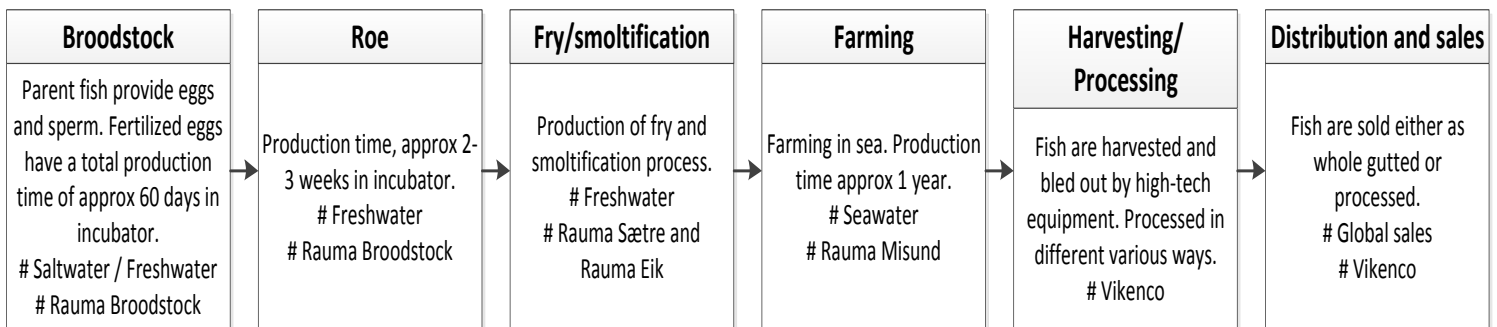 Broodstock
Parent fish provide eggs
and sperm. Fertilized eggs
have a total production
time of approx 60 days in
incubator.
# Saltwater / Freshwater
# Rauma Broodstock
Roe
Production time, approx 2-
3 weeks in incubator.
# Freshwater
# Rauma Broodstock
Fry/smoltification
Production of fry and
smoltification process.
# Freshwater
# Rauma Sætre and
Rauma Eik
Farming
Farming in sea. Production
time approx 1 year.
# Seawater
# Rauma Misund
Harvesting/
Processing
Fish are harvested and
bled out by high-tech
equipment. Processed in
different various ways.
# Vikenco
Distribution and sales
Fish are sold either as
whole gutted or
processed.
# Global sales
# Vikenco